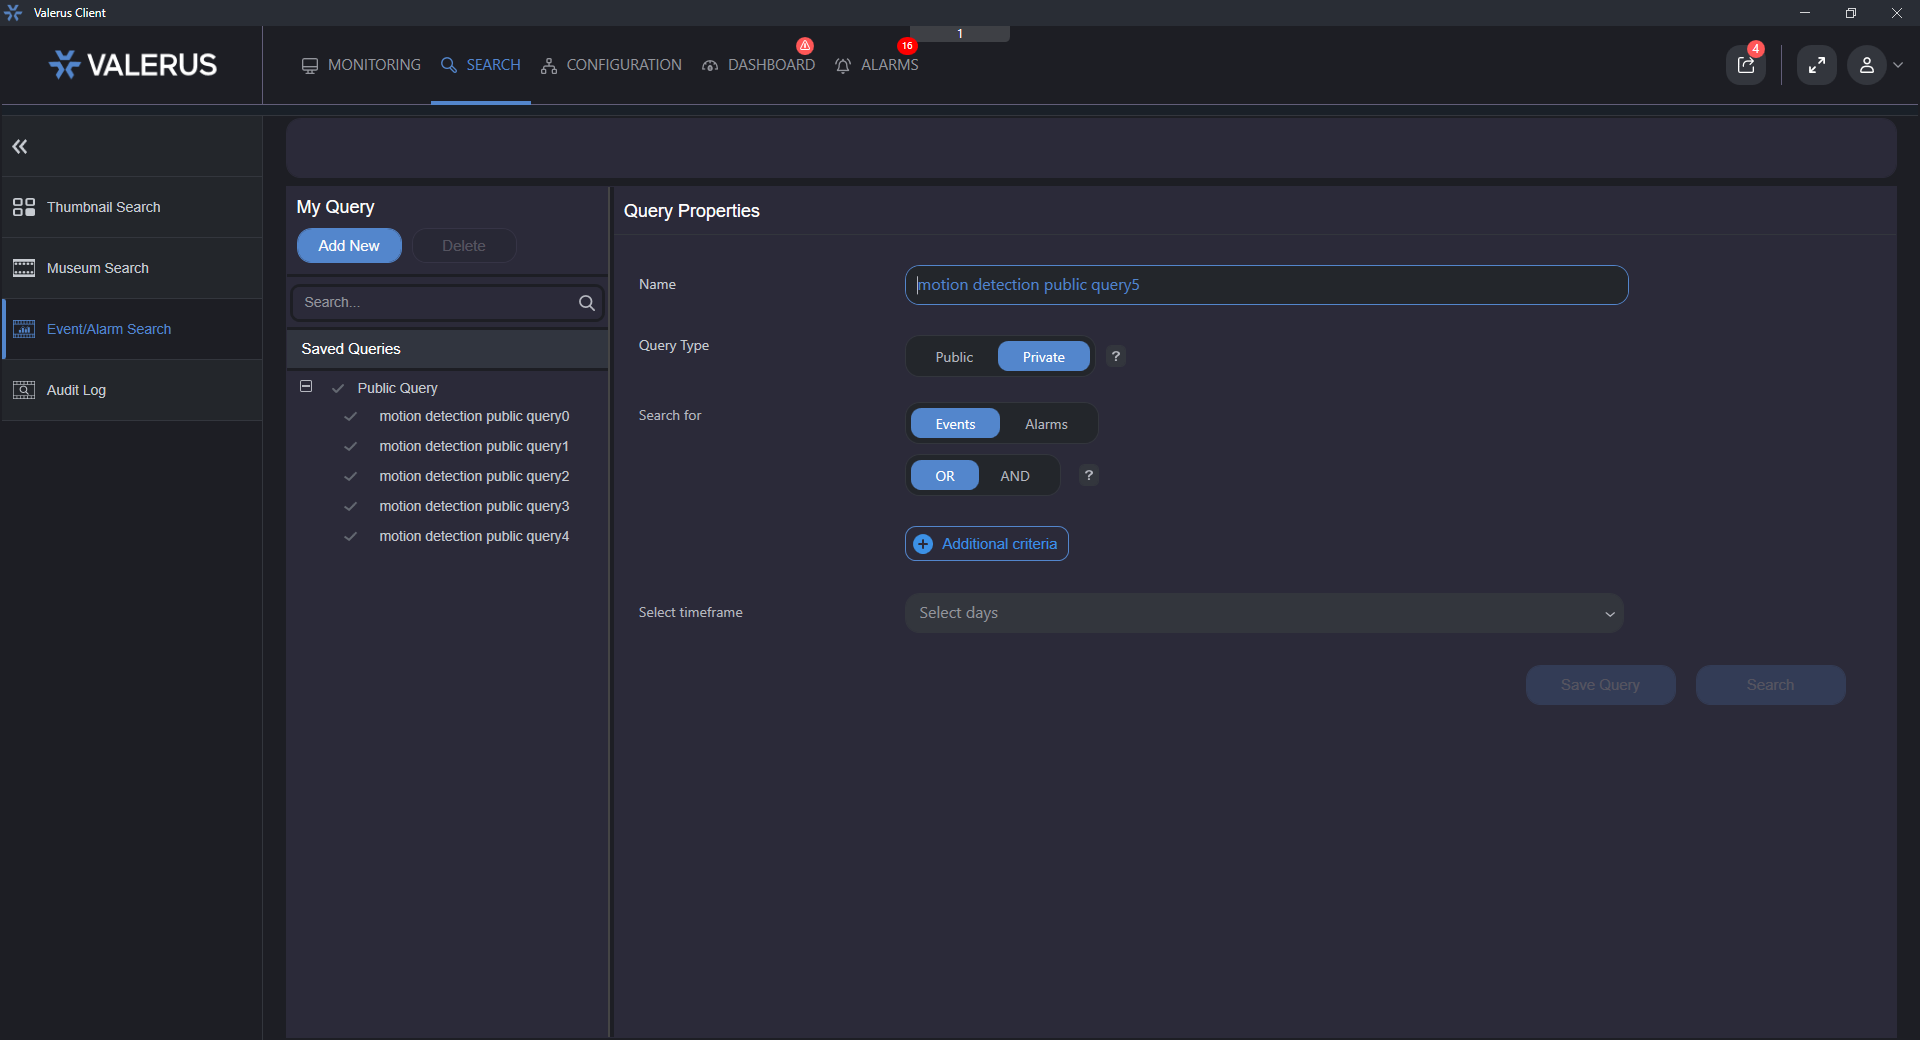 Valerus Client
1
VALERUS
MONITORING
SEARCH
CONFIGURATION
DASHBOARD
16
ALARMS
4
Thumbnail Search
Museum Search
Event/Alarm Search
Audit Log
My Query
Add New
Delete
Search...
Saved Queries
Public Query
motion detection public query0
motion detection public query1
motion detection public query2
motion detection public query3
motion detection public query4
Query Properties
Name
motion detection public query5
Query Type
Public
Private
?
Search for
Events
Alarms
OR
AND
?
Additional criteria
Select timeframe
Select days
Save Query
Search